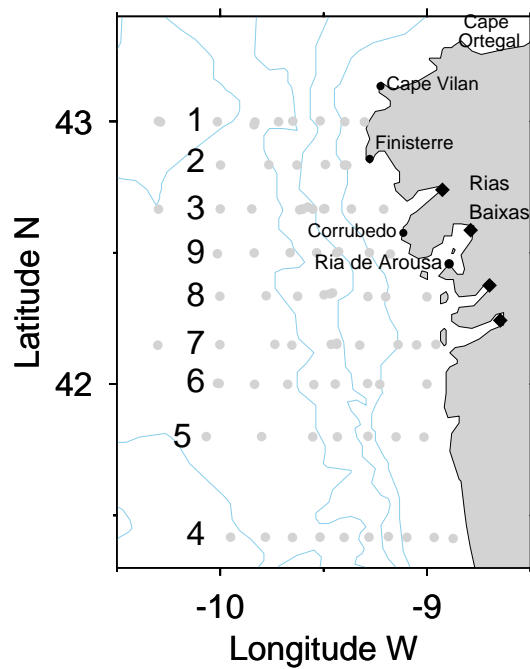 Cape
Ortegal
Cape Vilan
43
1
Finisterre
2
Rias
3
Baixas
Corrubedo
9
Ria de Arousa
8
7
42
6
5
4
Latitude N
-10
-9
Longitude W